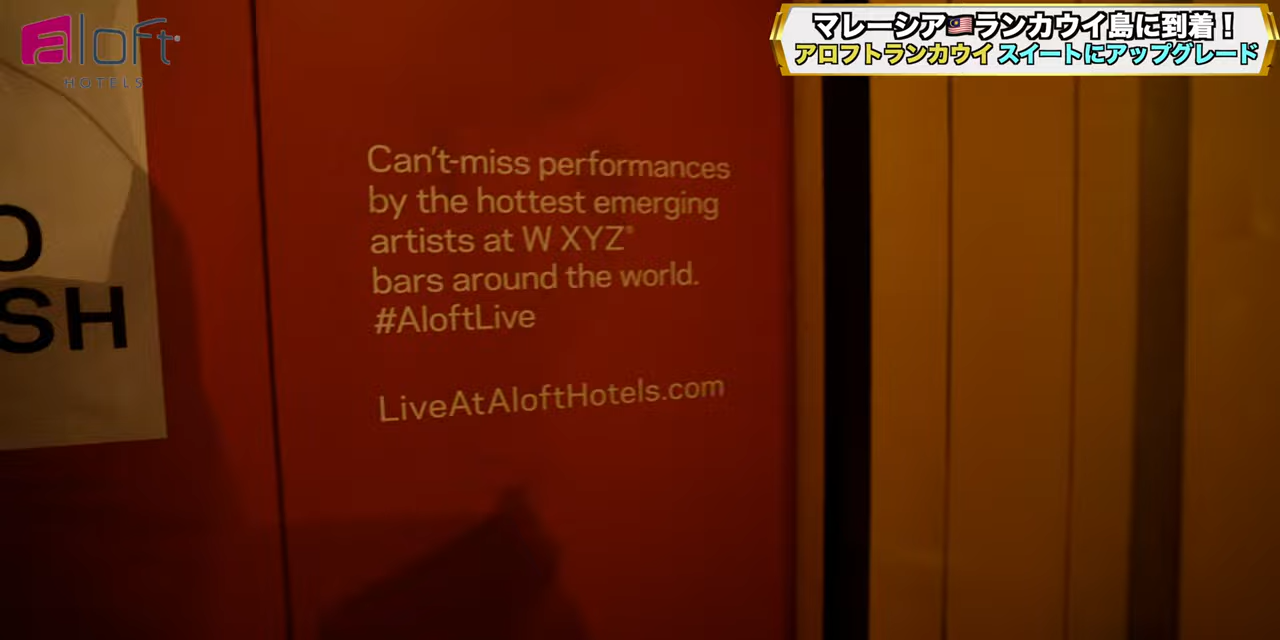 aloft
HOTELS
マレーシア🇲🇾ランカウイ島に到着！
アロフトランカウイ スイートにアップグレード
Can't-miss performances
by the hottest emerging
artists at W XYZ®
bars around the world.
#AloftLive
LiveAtAloftHotels.com
O
SH